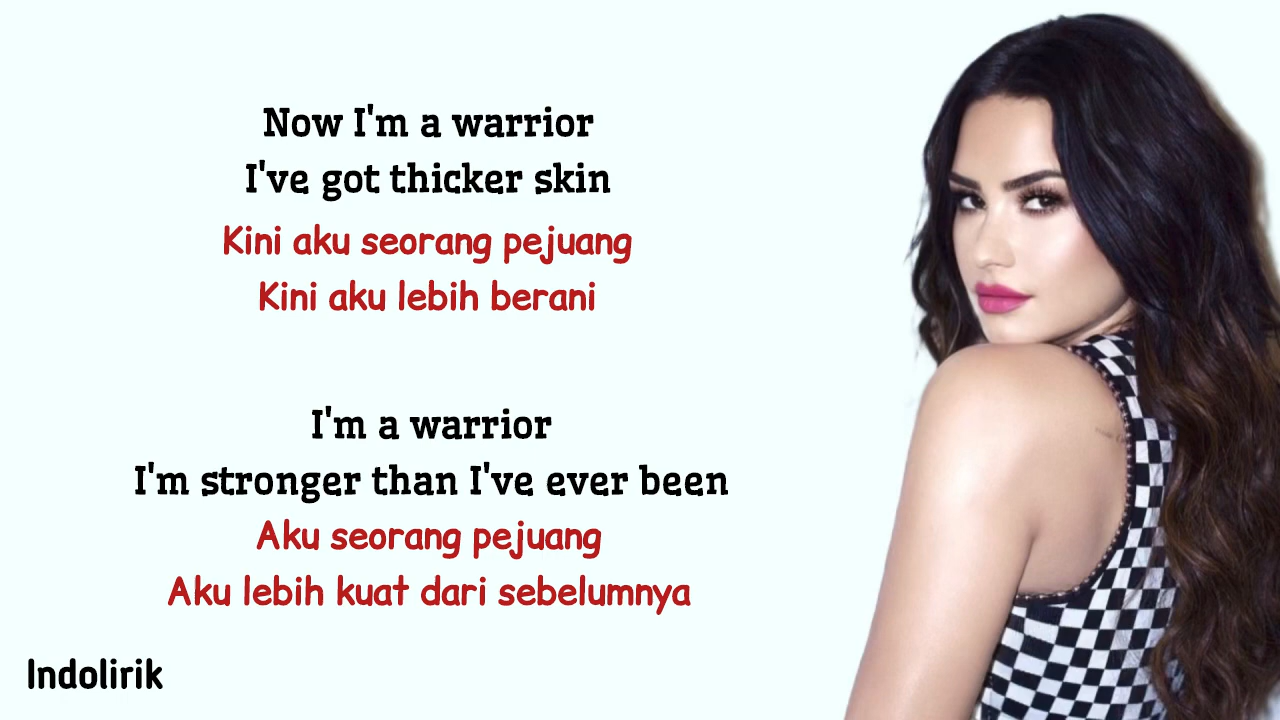 Now I'm a warrior
I've got thicker skin
Kini aku seorang pejuang
Kini aku lebih berani
I'm a warrior
I'm stronger than I've ever been
Aku seorang pejuang
Aku lebih kuat dari sebelumnya
Indolirik